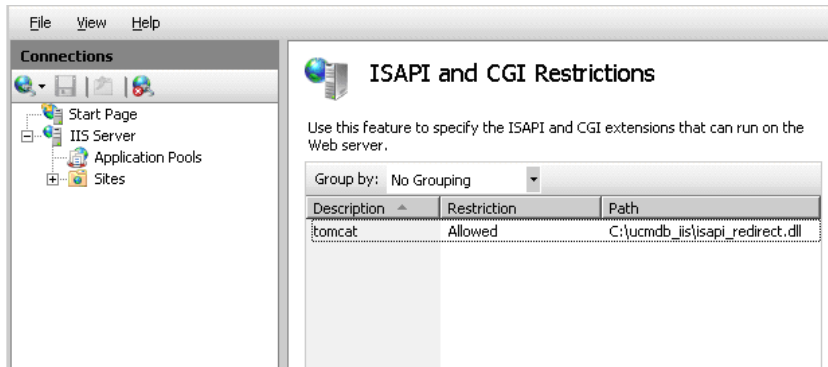 File View Help
Connections
Start Page
IIS Server
Application Pools
Sites
ISAPI and CGI Restrictions
Use this feature to specify the ISAPI and CGI extensions that can run on the
Web server.
Group by: No Grouping
Description Restriction Path
tomcat Allowed C:\ucmdb_iis\isapi_redirect.dll